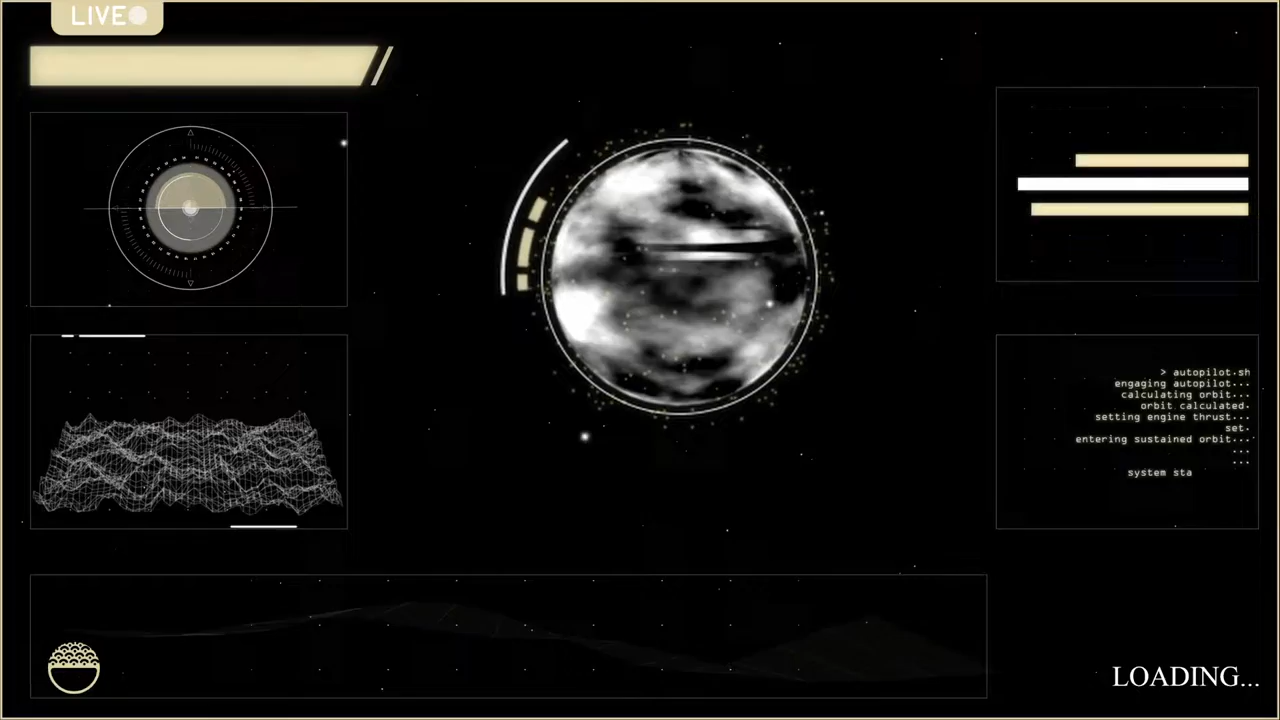 LIVE
> autopilot.sh
engaging autopilot...
calculating orbit...
orbit calculated.
setting engine thrust...
set.
entering sustained orbit...
...
...
system sta
LOADING...